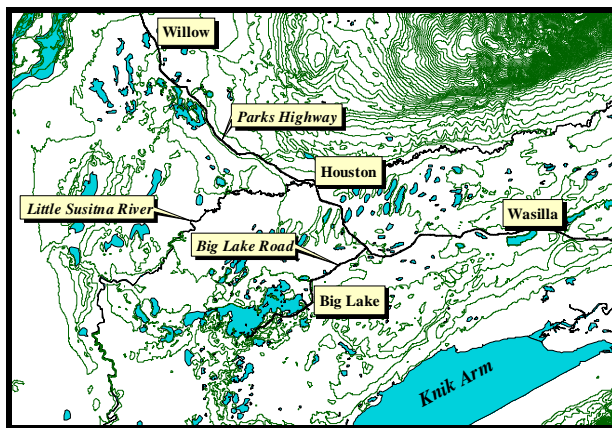 Willow
Parks Highway
Houston
Little Susitna River
Wasilla
Big Lake Road
Big Lake
Knik Arm